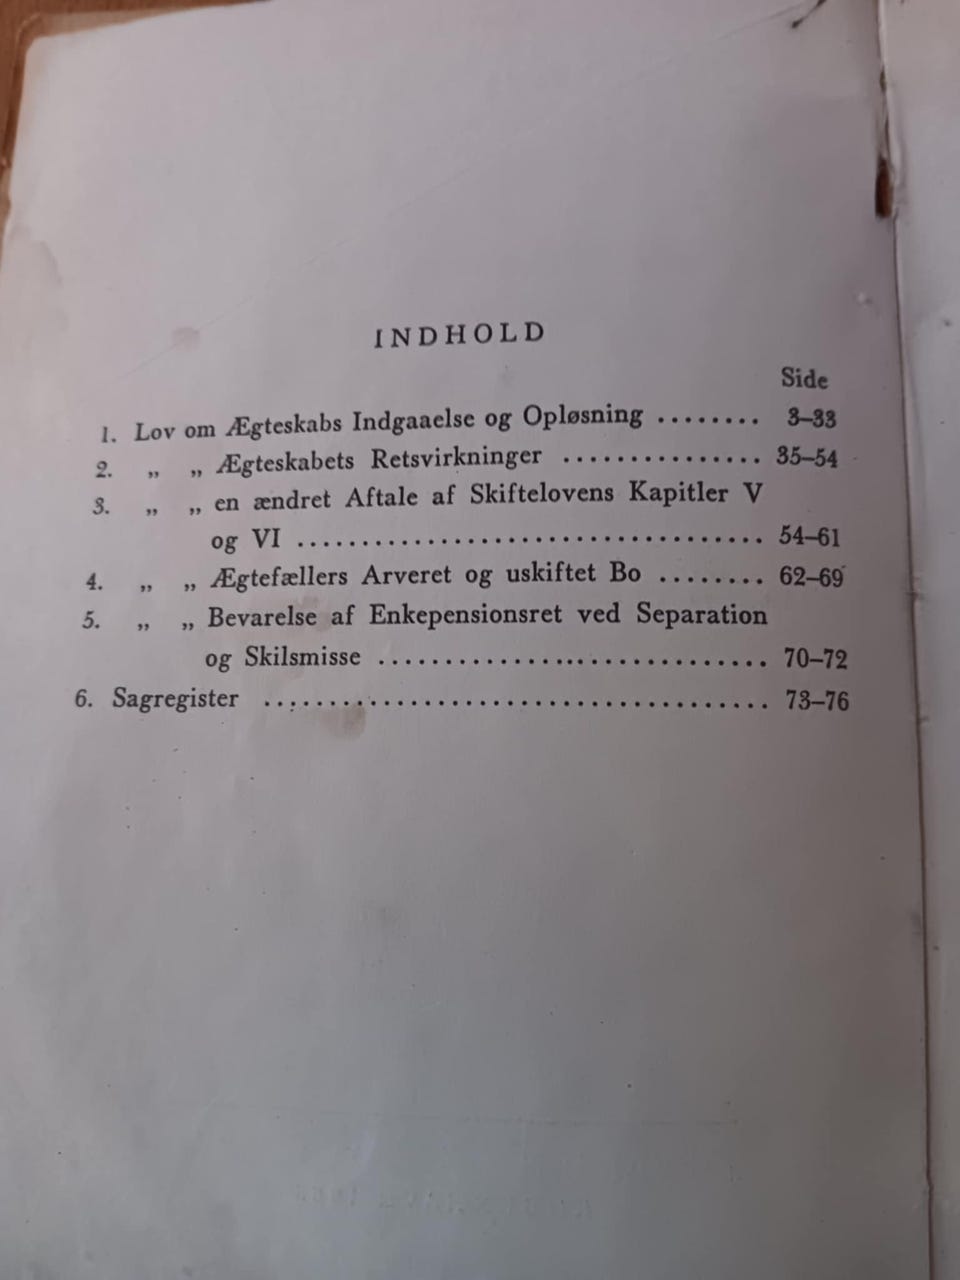 INDHOLD
Side
1. Lov om Ægteskabs Indgaaelse og Opløsning ........ 3–33
2. „ „ Ægteskabets Retsvirkninger ............... 35–54
3. „ „ en ændret Aftale af Skiftelovens Kapitler V
og VI .................................... 54–61
4. „ „ Ægtefællers Arveret og uskiftet Bo ........ 62–69
5. „ „ Bevarelse af Enkepensionsret ved Separation
og Skilsmisse .............................. 70–72
6. Sagregister ....................................... 73–76